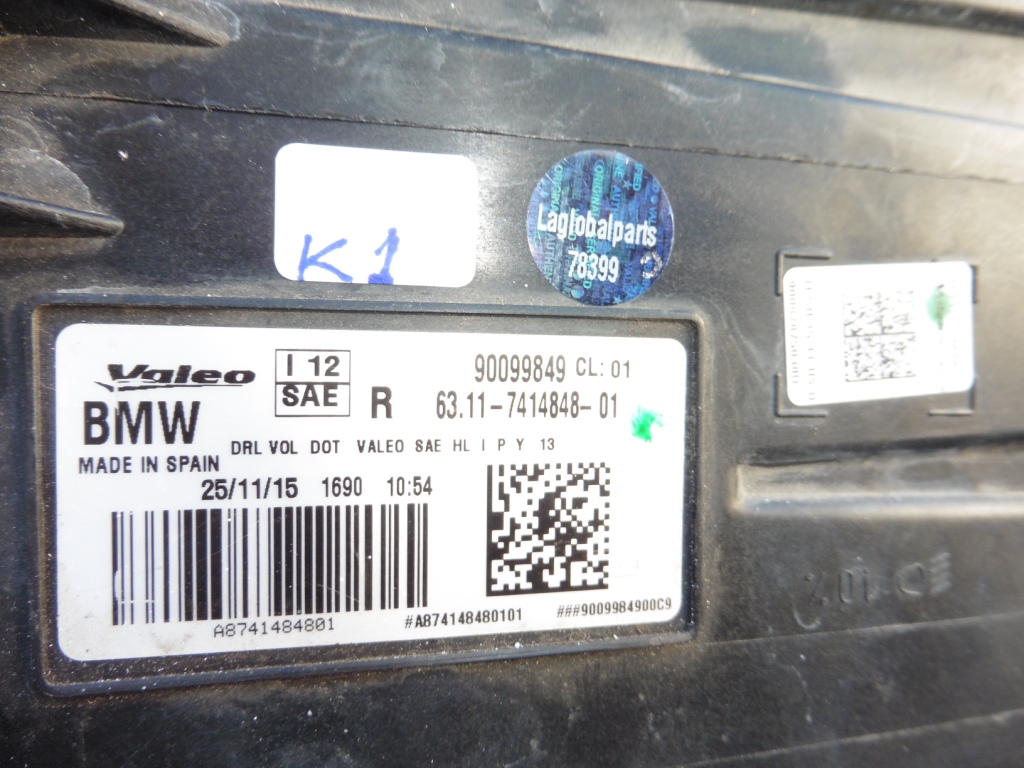 K1
Laglobalparts
78399
Valeo
I 12
SAE
R
90099849 CL: 01
63.11-7414848-01
BMW
DRL VOL DOT VALEO SAE HL I P Y 13
MADE IN SPAIN
25/11/15 1690 10:54
A8741484801
#A874148480101
###9009984900C9